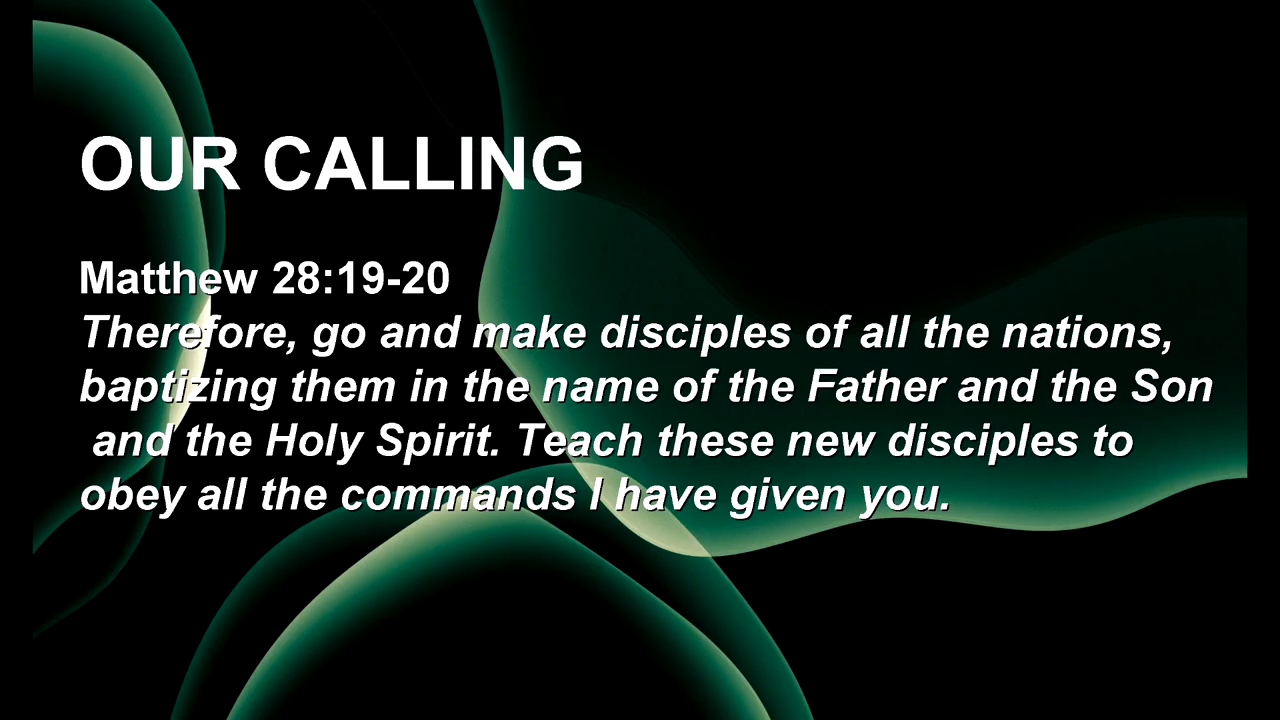 OUR CALLING
Matthew 28:19-20
Therefore, go and make disciples of all the nations,
baptizing them in the name of the Father and the Son
and the Holy Spirit. Teach these new disciples to
obey all the commands I have given you.